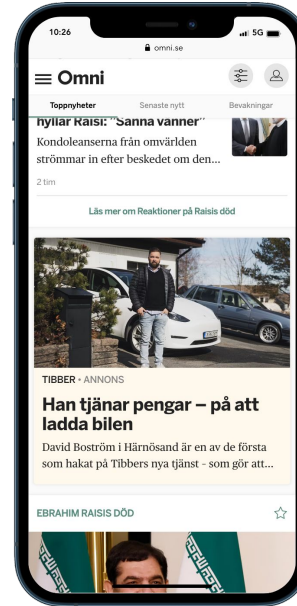 10:26
5G
omni.se
Omni
Toppnyheter
Senaste nytt
Bevakningar
hyllar Raisi: "Sanna vänner"
Kondoleanserna från omvärlden
strömmar in efter beskedet om den...
2 tim
Läs mer om Reaktioner på Raisis död
TIBBER • ANNONS
Han tjänar pengar – på att
ladda bilen
David Boström i Härnösand är en av de första
som hakat på Tibbers nya tjänst - som gör att...
EBRAHIM RAISIS DÖD